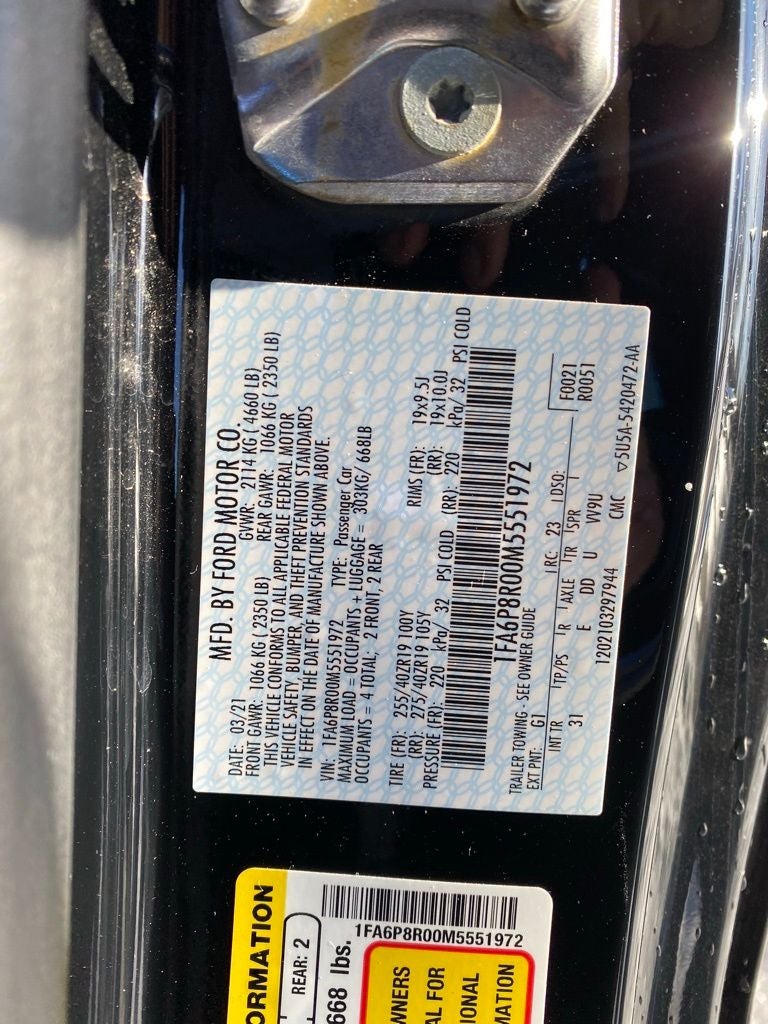 MFD. BY FORD MOTOR CO.
DATE: 03/21 GVWR: 2114 KG ( 4660 LB)
FRONT GAWR: 1066 KG ( 2350 LB) REAR GAWR: 1066 KG ( 2350 LB)
THIS VEHICLE CONFORMS TO ALL APPLICABLE FEDERAL MOTOR
VEHICLE SAFETY, BUMPER, AND THEFT PREVENTION STANDARDS
IN EFFECT ON THE DATE OF MANUFACTURE SHOWN ABOVE.
VIN: 1FA6P8R00M5551972 TYPE: Passenger Car
MAXIMUM LOAD = OCCUPANTS + LUGGAGE = 303KG/ 668LB
OCCUPANTS = 4 TOTAL; 2 FRONT, 2 REAR
TIRE (FR): 255/40ZR19 100Y RIMS (FR): 19x9.5J
(RR): 275/40ZR19 105Y (RR): 19x10.0J
PRESSURE (FR): 220 kPa/ 32 PSI COLD (RR): 220 kPa/ 32 PSI COLD
1FA6P8R00M5551972
TRAILER TOWING - SEE OWNER GUIDE
EXT PNT: G1 RC: 23 DSO: F0021
R0051
INT TR TP/PS R AXLE TR SPR
31 E DD U VV9U
CMC ▽5U5A-5420472-AA
1202103297944
ORMATION
REAR: 2
668 lbs.
1FA6P8R00M5551972
WNERS
AL FOR
IONAL
MATION